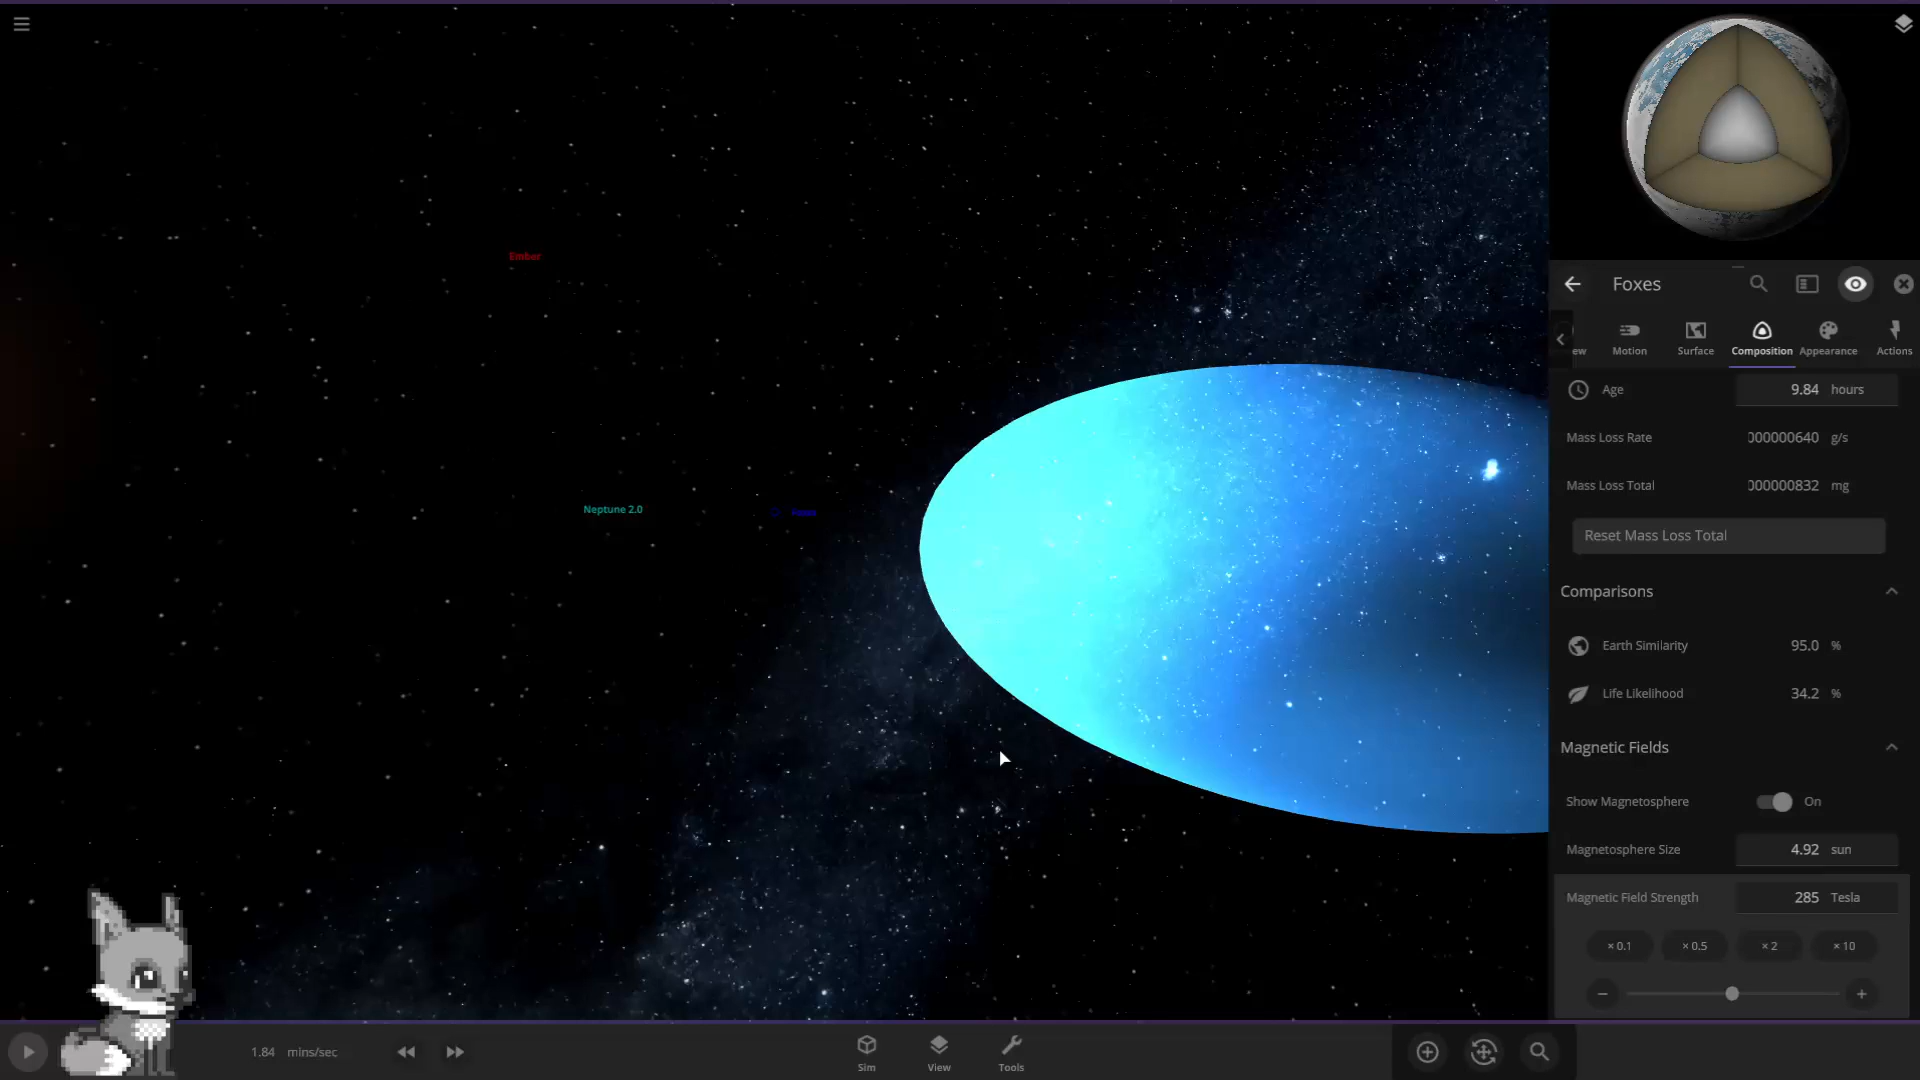 Ember
Neptune 2.0
Foxes
ew
Motion
Surface
Composition
Appearance
Actions
Age 9.84 hours
Mass Loss Rate 000000640 g/s
Mass Loss Total 000000832 mg
Reset Mass Loss Total
Comparisons
Earth Similarity 95.0 %
Life Likelihood 34.2 %
Magnetic Fields
Show Magnetosphere On
Magnetosphere Size 4.92 sun
Magnetic Field Strength 285 Tesla
× 0.1 × 0.5 × 2 × 10
1.84 mins/sec
Sim
View
Tools